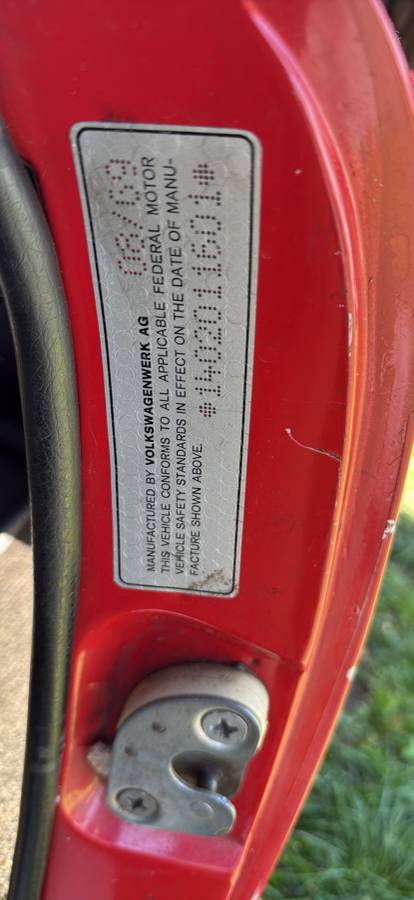 08/69
MANUFACTURED BY VOLKSWAGENWERK AG
THIS VEHICLE CONFORMS TO ALL APPLICABLE FEDERAL MOTOR
VEHICLE SAFETY STANDARDS IN EFFECT ON THE DATE OF MANU-
FACTURE SHOWN ABOVE.
*1402011601*